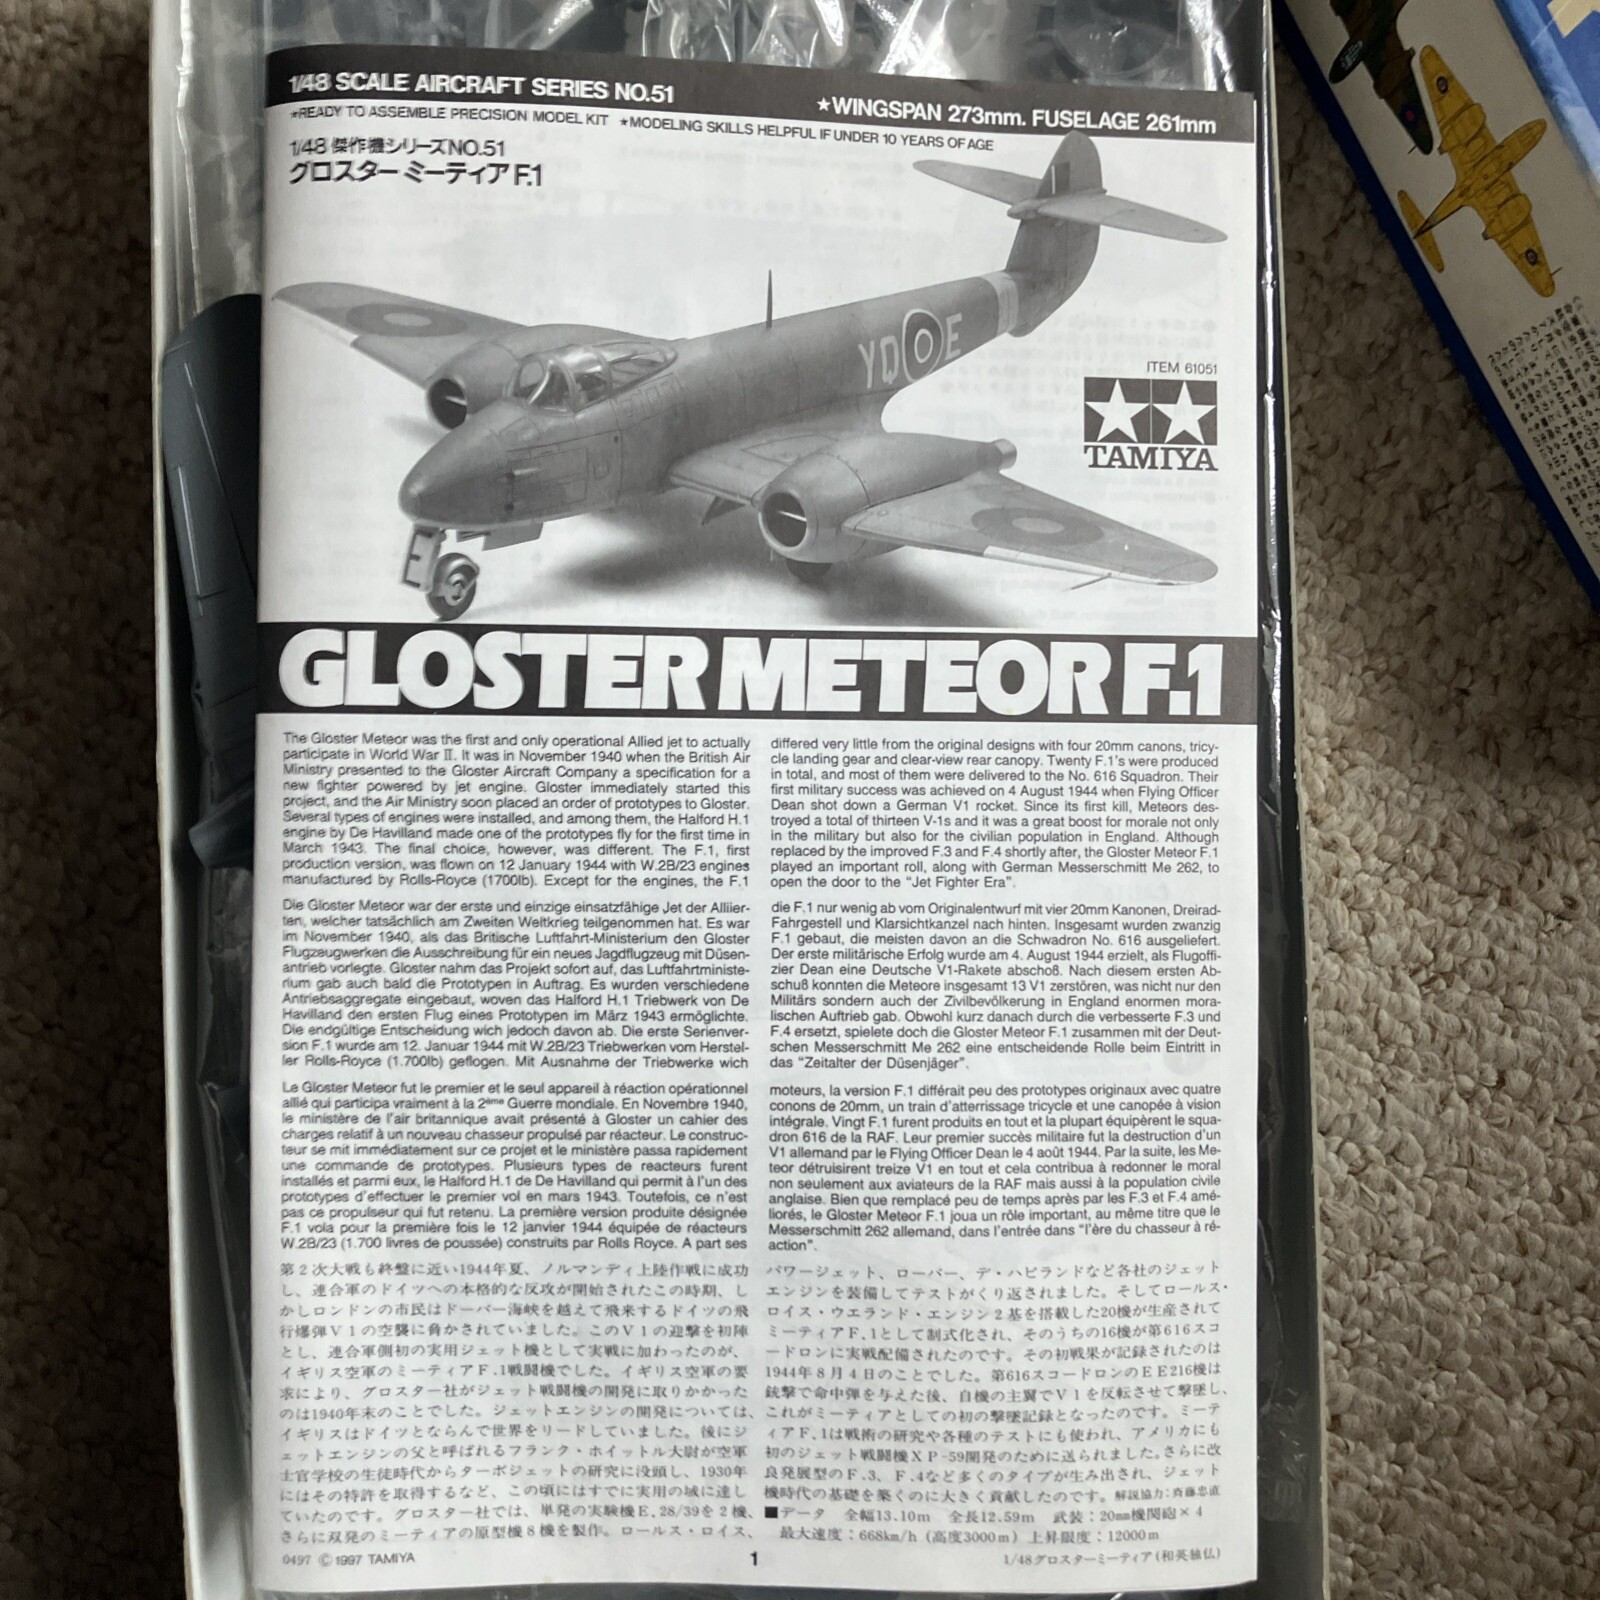 1/48 SCALE AIRCRAFT SERIES NO.51
★WINGSPAN 273mm. FUSELAGE 261mm
★READY TO ASSEMBLE PRECISION MODEL KIT ★MODELING SKILLS HELPFUL IF UNDER 10 YEARS OF AGE
1/48 傑作機シリーズNO.51
グロスター ミーティア F.1
YQ E
ITEM 61051
TAMIYA
GLOSTER METEOR F.1
The Gloster Meteor was the first and only operational Allied jet to actually
participate in World War II. It was in November 1940 when the British Air
Ministry presented to the Gloster Aircraft Company a specification for a
new fighter powered by jet engine. Gloster immediately started this
project, and the Air Ministry soon placed an order of prototypes to Gloster.
Several types of engines were installed, and among them, the Halford H.1
engine by De Havilland made one of the prototypes fly for the first time in
March 1943. The final choice, however, was different. The F.1, first
production version, was flown on 12 January 1944 with W.2B/23 engines
manufactured by Rolls-Royce (1700lb). Except for the engines, the F.1
differed very little from the original designs with four 20mm canons, tricy-
cle landing gear and clear-view rear canopy. Twenty F.1's were produced
in total, and most of them were delivered to the No. 616 Squadron. Their
first military success was achieved on 4 August 1944 when Flying Officer
Dean shot down a German V1 rocket. Since its first kill, Meteors des-
troyed a total of thirteen V-1s and it was a great boost for morale not only
in the military but also for the civilian population in England. Although
replaced by the improved F.3 and F.4 shortly after, the Gloster Meteor F.1
played an important roll, along with German Messerschmitt Me 262, to
open the door to the "Jet Fighter Era".
Die Gloster Meteor war der erste und einzige einsatzfähige Jet der Alliier-
ten, welcher tatsächlich am Zweiten Weltkrieg teilgenommen hat. Es war
im November 1940, als das Britische Luftfahrt-Ministerium den Gloster
Flugzeugwerken die Ausschreibung für ein neues Jagdflugzeug mit Düsen-
antrieb vorlegte. Gloster nahm das Projekt sofort auf, das Luftfahrtministe-
rium gab auch bald die Prototypen in Auftrag. Es wurden verschiedene
Antriebsaggregate eingebaut, woven das Halford H.1 Triebwerk von De
Havilland den ersten Flug eines Prototypen im März 1943 ermöglichte.
Die endgültige Entscheidung wich jedoch davon ab. Die erste Serienver-
sion F.1 wurde am 12. Januar 1944 mit W.2B/23 Triebwerken vom Herstel-
ler Rolls-Royce (1.700lb) geflogen. Mit Ausnahme der Triebwerke wich
die F.1 nur wenig ab vom Originalentwurf mit vier 20mm Kanonen, Dreirad-
Fahrgestell und Klarsichtkanzel nach hinten. Insgesamt wurden zwanzig
F.1 gebaut, die meisten davon an die Schwadron No. 616 ausgeliefert.
Der erste militärische Erfolg wurde am 4. August 1944 erzielt, als Flugoffi-
zier Dean eine Deutsche V1-Rakete abschoß. Nach diesem ersten Ab-
schuß konnten die Meteore insgesamt 13 V1 zerstören, was nicht nur den
Militärs sondern auch der Zivilbevölkerung in England enormen mora-
lischen Auftrieb gab. Obwohl kurz danach durch die verbesserte F.3 und
F.4 ersetzt, spielete doch die Gloster Meteor F.1 zusammen mit der Deut-
schen Messerschmitt Me 262 eine entscheidende Rolle beim Eintritt in
das "Zeitalter der Düsenjäger".
Le Gloster Meteor fut le premier et le seul appareil à réaction opérationnel
allié qui participa vraiment à la 2ème Guerre mondiale. En Novembre 1940,
le ministère de l'air britannique avait présenté à Gloster un cahier des
charges relatif à un nouveau chasseur propulsé par réacteur. Le construc-
teur se mit immédiatement sur ce projet et le ministère passa rapidement
une commande de prototypes. Plusieurs types de reacteurs furent
installés et parmi eux, le Halford H.1 de De Havilland qui permit à l'un des
prototypes d'effectuer le premier vol en mars 1943. Toutefois, ce n'est
pas ce propulseur qui fut retenu. La première version produite désignée
F.1 vola pour la première fois le 12 janvier 1944 équipée de réacteurs
W.2B/23 (1.700 livres de poussée) construits par Rolls Royce. A part ses
moteurs, la version F.1 différait peu des prototypes originaux avec quatre
conons de 20mm, un train d'atterrissage tricycle et une canopée à vision
intégrale. Vingt F.1 furent produits en tout et la plupart équipèrent le squa-
dron 616 de la RAF. Leur premier succès militaire fut la destruction d'un
V1 allemand par le Flying Officer Dean le 4 août 1944. Par la suite, les Me-
teor détruisirent treize V1 en tout et cela contribua à redonner le moral
non seulement aux aviateurs de la RAF mais aussi à la population civile
anglaise. Bien que remplacé peu de temps après par les F.3 et F.4 amé-
liorés, le Gloster Meteor F.1 joua un rôle important, au même titre que le
Messerschmitt 262 allemand, dans l'entrée dans "l'ère du chasseur à ré-
action".
第2次大戦も終盤に近い1944年夏、ノルマンディ上陸作戦に成功
し、連合軍のドイツへの本格的な反攻が開始されたこの時期、し
かしロンドンの市民はドーバー海峡を越えて飛来するドイツの飛
行爆弾V1の空襲に脅かされていました。このV1の迎撃を初陣
とし、連合軍側初の実用ジェット機として実戦に加わったのが、
イギリス空軍のミーティアF.1戦闘機でした。イギリス空軍の要
求により、グロスター社がジェット戦闘機の開発に取りかかった
のは1940年末のことでした。ジェットエンジンの開発については、
イギリスはドイツとならんで世界をリードしていました。後にジ
ェットエンジンの父と呼ばれるフランク・ホイットル大尉が空軍
士官学校の生徒時代からターボジェットの研究に没頭し、1930年
にはその特許を取得するなど、この頃にはすでに実用の域に達し
ていたのです。グロスター社では、単発の実験機E.28/39を2機、
さらに双発のミーティアの原型機8機を製作。ロールス・ロイス、
パワージェット、ローバー、デ・ハビランドなど各社のジェット
エンジンを装備してテストがくり返されました。そしてロールス・
ロイス・ウエランド・エンジン2基を搭載した20機が生産されて
ミーティアF.1として制式化され、そのうちの16機が第616スコ
ードロンに実戦配備されたのです。その初戦果が記録されたのは
1944年8月4日のことでした。第616スコードロンのEE216機は
銃撃で命中弾を与えた後、自機の主翼でV1を反転させて撃墜し、
これがミーティアとしての初の撃墜記録となったのです。ミーテ
ィアF.1は戦術の研究や各種のテストにも使われ、アメリカにも
初のジェット戦闘機XP-59開発のために送られました。さらに改
良発展型のF.3、F.4など多くのタイプが生み出され、ジェット
機時代の基礎を築くのに大きく貢献したのです。解説協力:斉藤忠直
■データ 全幅13.10m 全長12.59m 武装:20mm機関砲×4
最大速度:668km/h(高度3000m)上昇限度:12000m
0497 ©1997 TAMIYA
1
1/48グロスターミーティア(和英独仏)